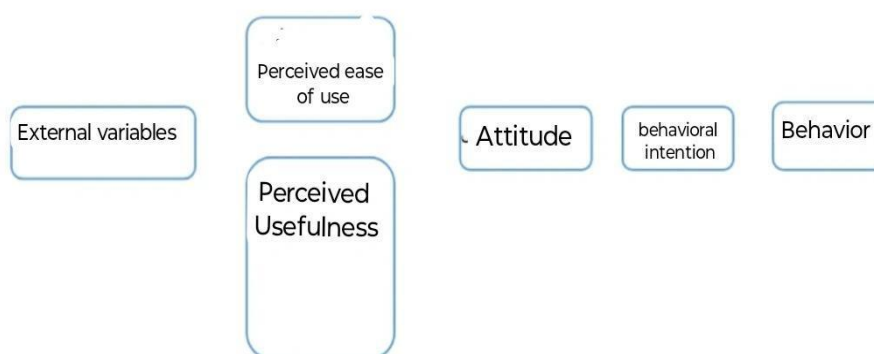 External variables
Perceived ease
of use
Perceived
Usefulness
Attitude
behavioral
intention
Behavior